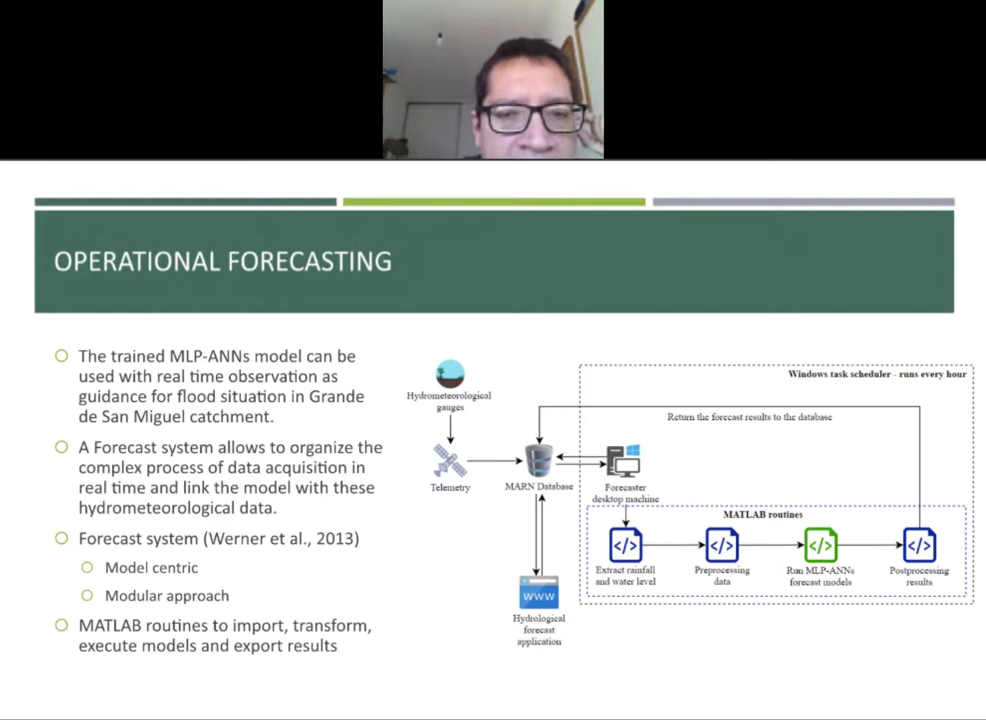 OPERATIONAL FORECASTING
The trained MLP-ANNs model can be
used with real time observation as
guidance for flood situation in Grande
de San Miguel catchment.
A Forecast system allows to organize the
complex process of data acquisition in
real time and link the model with these
hydrometeorological data.
Forecast system (Werner et al., 2013)
Model centric
Modular approach
MATLAB routines to import, transform,
execute models and export results
Windows task scheduler - runs every hour
Hydrometeorological
gauges
Return the forecast results to the database
Telemetry
MARN Database
Forecaster
desktop machine
MATLAB routines
Extract rainfall
and water level
Preprocessing
data
Run MLP-ANNs
forecast models
Postprocessing
results
WWW
Hydrological
forecast
application